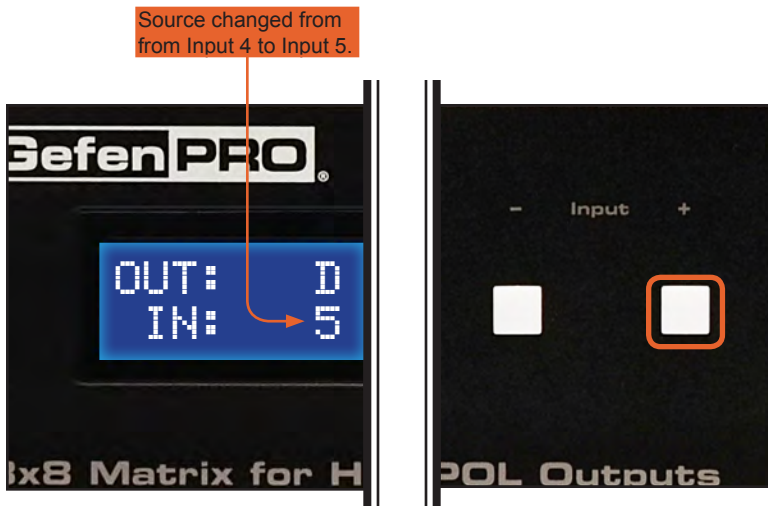 Source changed from
from Input 4 to Input 5.
GefenPRO®
OUT: D
IN: 5
- Input +
x8 Matrix for H
POL Outputs